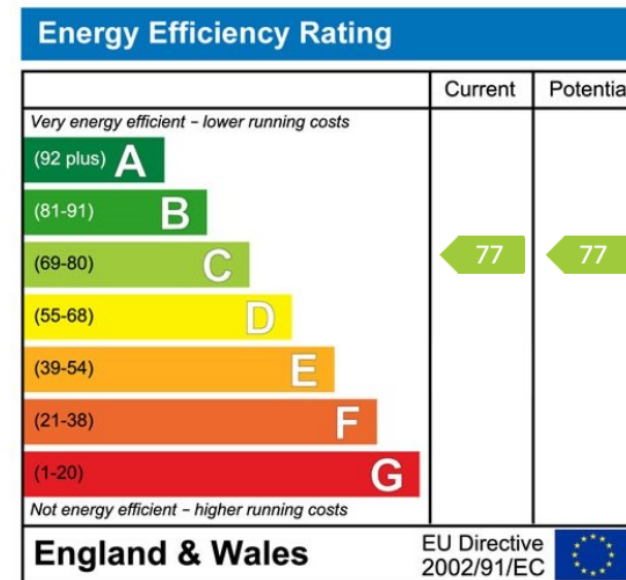 Energy Efficiency Rating
Current Potentia
Very energy efficient – lower running costs
(92 plus) A
(81-91) B
(69-80) C 77 77
(55-68) D
(39-54) E
(21-38) F
(1-20) G
Not energy efficient – higher running costs
England & Wales
EU Directive
2002/91/EC